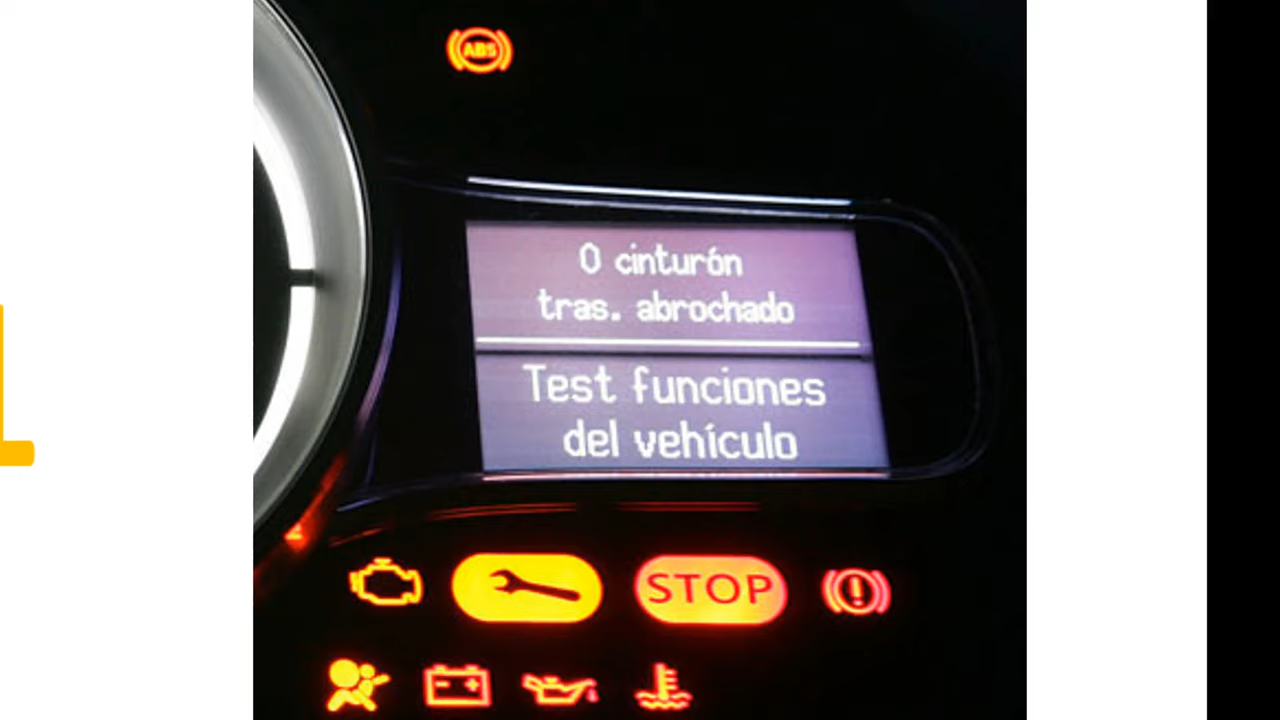 ABS
0 cinturón
tras. abrochado
Test funciones
del vehículo
STOP